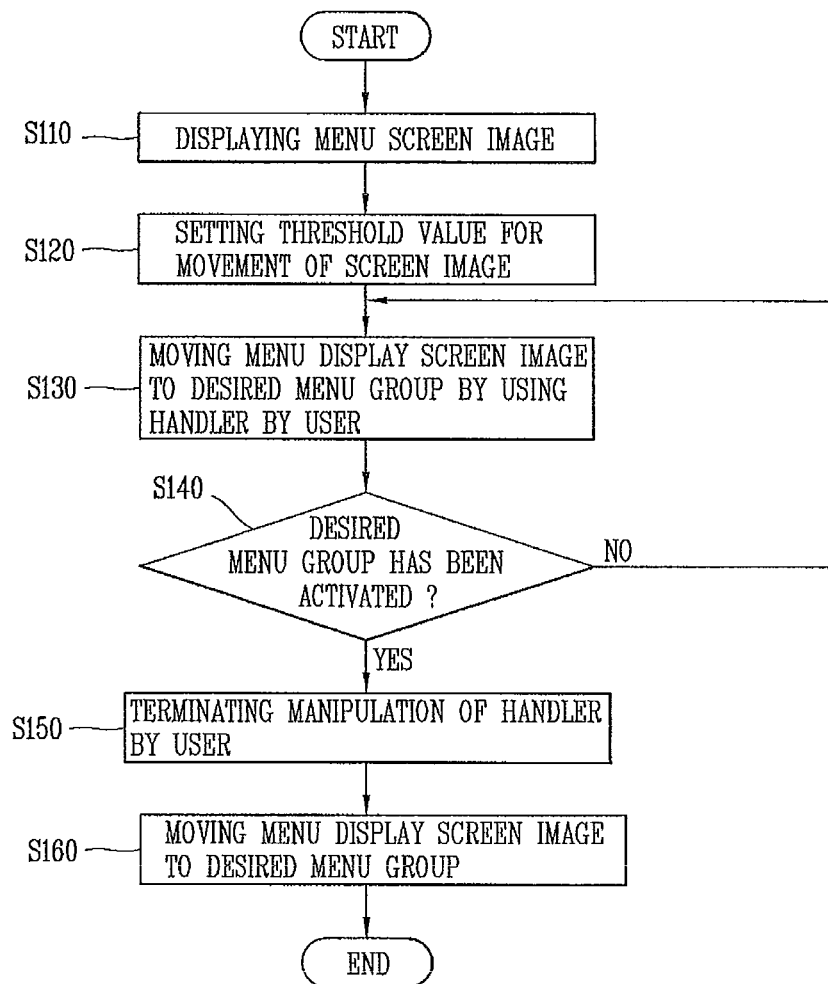 START
S110
DISPLAYING MENU SCREEN IMAGE
S120
SETTING THRESHOLD VALUE FOR
MOVEMENT OF SCREEN IMAGE
S130
MOVING MENU DISPLAY SCREEN IMAGE
TO DESIRED MENU GROUP BY USING
HANDLER BY USER
S140
DESIRED
MENU GROUP HAS BEEN
ACTIVATED ?
NO
YES
S150
TERMINATING MANIPULATION OF HANDLER
BY USER
S160
MOVING MENU DISPLAY SCREEN IMAGE
TO DESIRED MENU GROUP
END